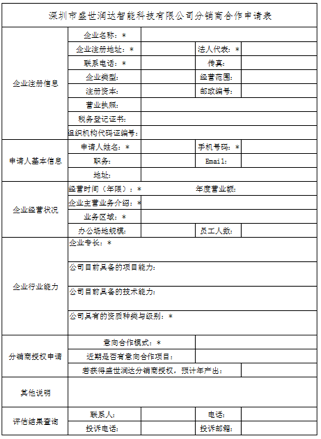 深圳市盛世润达智能科技有限公司分销商合作申请表
企业注册信息
企业名称：*
企业注册地址：* 法人代表：*
联系电话：* 传真：
企业类型： 经营范围：
注册资本： 邮政编号：
营业执照：
税务登记证书：
组织机构代码证编号：
申请人基本信息
申请人姓名：* 手机号码：*
职务： Email：
地址：
企业经营状况
经营时间（年限）：* 年度营业额：
企业主营业务介绍：*
业务区域：*
办公场地规模： 员工人数：
企业行业能力
企业专长：*
公司目前具备的项目能力：
公司目前具备的技术能力：
公司具有的资质种类与级别：*
分销商授权申请
意向合作模式：*
近期是否有意向合作项目：
若获得盛世润达分销商授权，预计年产出：
其他说明
评估结果查询
联系人： 电话：
投诉电话： 投诉邮箱：